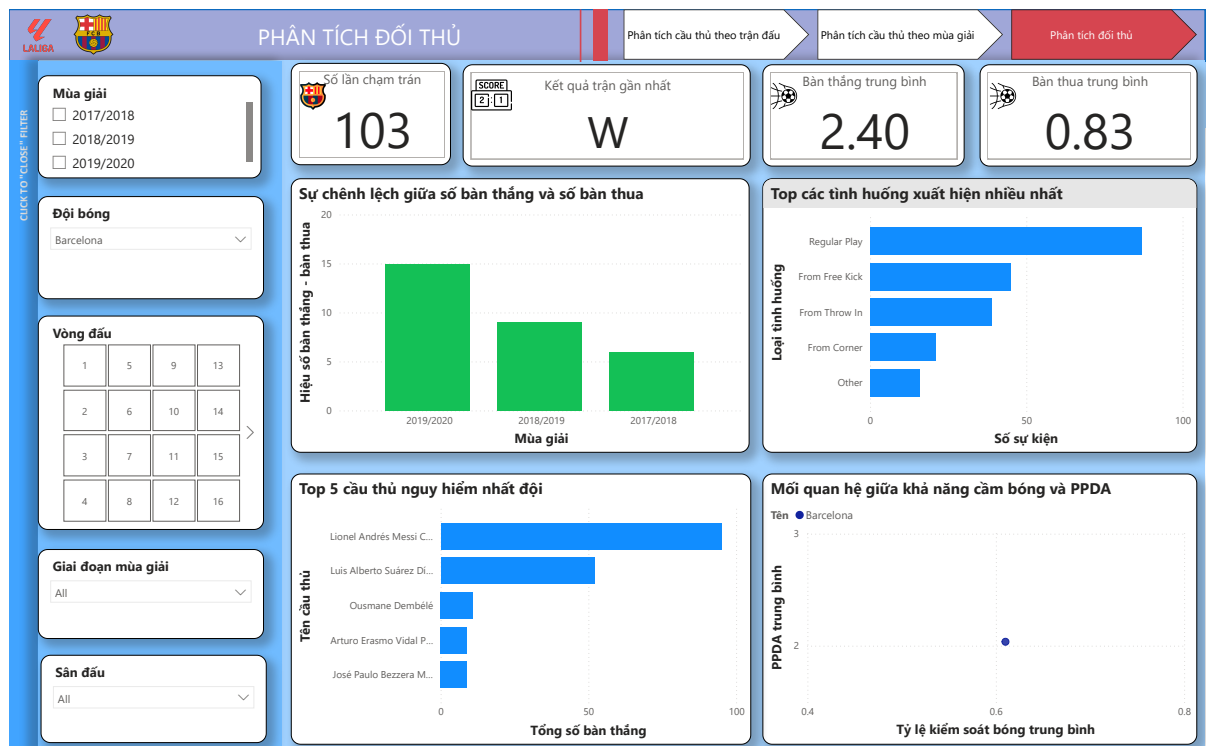 LALIGA
FCB
PHÂN TÍCH ĐỐI THỦ
Phân tích cầu thủ theo trận đấu
Phân tích cầu thủ theo mùa giải
Phân tích đối thủ
CLICK TO "CLOSE" FILTER
Mùa giải
2017/2018
2018/2019
2019/2020
Đội bóng
Barcelona
Vòng đấu
1 5 9 13
2 6 10 14
3 7 11 15
4 8 12 16
Giai đoạn mùa giải
All
Sân đấu
All
Số lần chạm trán
103
SCORE
2:1
Kết quả trận gần nhất
W
Bàn thắng trung bình
2.40
Bàn thua trung bình
0.83
Sự chênh lệch giữa số bàn thắng và số bàn thua
Hiệu số bàn thắng - bàn thua
20
15
10
5
0
2019/2020 2018/2019 2017/2018
Mùa giải
Top các tình huống xuất hiện nhiều nhất
Loại tình huống
Regular Play
From Free Kick
From Throw In
From Corner
Other
0 50 100
Số sự kiện
Top 5 cầu thủ nguy hiểm nhất đội
Tên cầu thủ
Lionel Andrés Messi C...
Luis Alberto Suárez Di...
Ousmane Dembélé
Arturo Erasmo Vidal P...
José Paulo Bezzera M...
0 50 100
Tổng số bàn thắng
Mối quan hệ giữa khả năng cầm bóng và PPDA
Tên Barcelona
PPDA trung bình
3
2
0.4 0.6 0.8
Tỷ lệ kiểm soát bóng trung bình